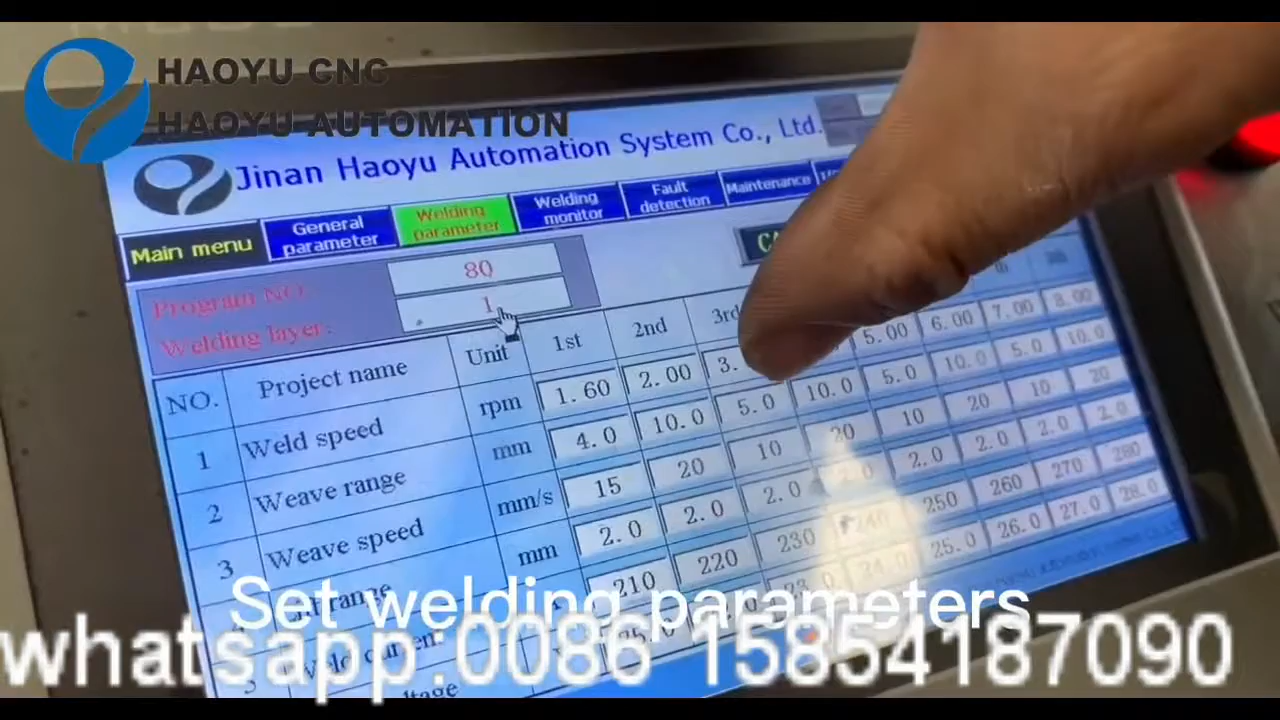 HAOYU CNC
HAOYU AUTOMATION
Jinan Haoyu Automation System Co., Ltd.
Main menu
General parameter
Welding parameter
Welding monitor
Fault detection
Maintenance
Program NO.
80
Welding layer:
1
NO. Project name Unit 1st 2nd 3rd
1 Weld speed rpm 1.60 2.00 3. 5.00 6.00 7.00 8.00
2 Weave range mm 4.0 10.0 5.0 10.0 5.0 10.0 5.0 10.0
3 Weave speed mm/s 15 20 10 20 10 20 10 20
range mm 2.0 2.0 2.0 2.0 2.0 2.0 2.0 2.0
210 220 230 240 250 260 270 280
25.0 26.0 27.0 28.0
Set welding parameters
whatsapp:0086 15854187090